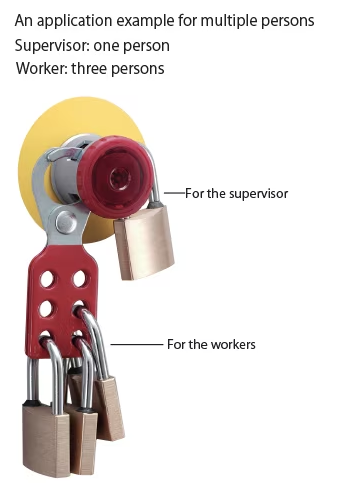 An application example for multiple persons
Supervisor: one person
Worker: three persons
For the supervisor
For the workers